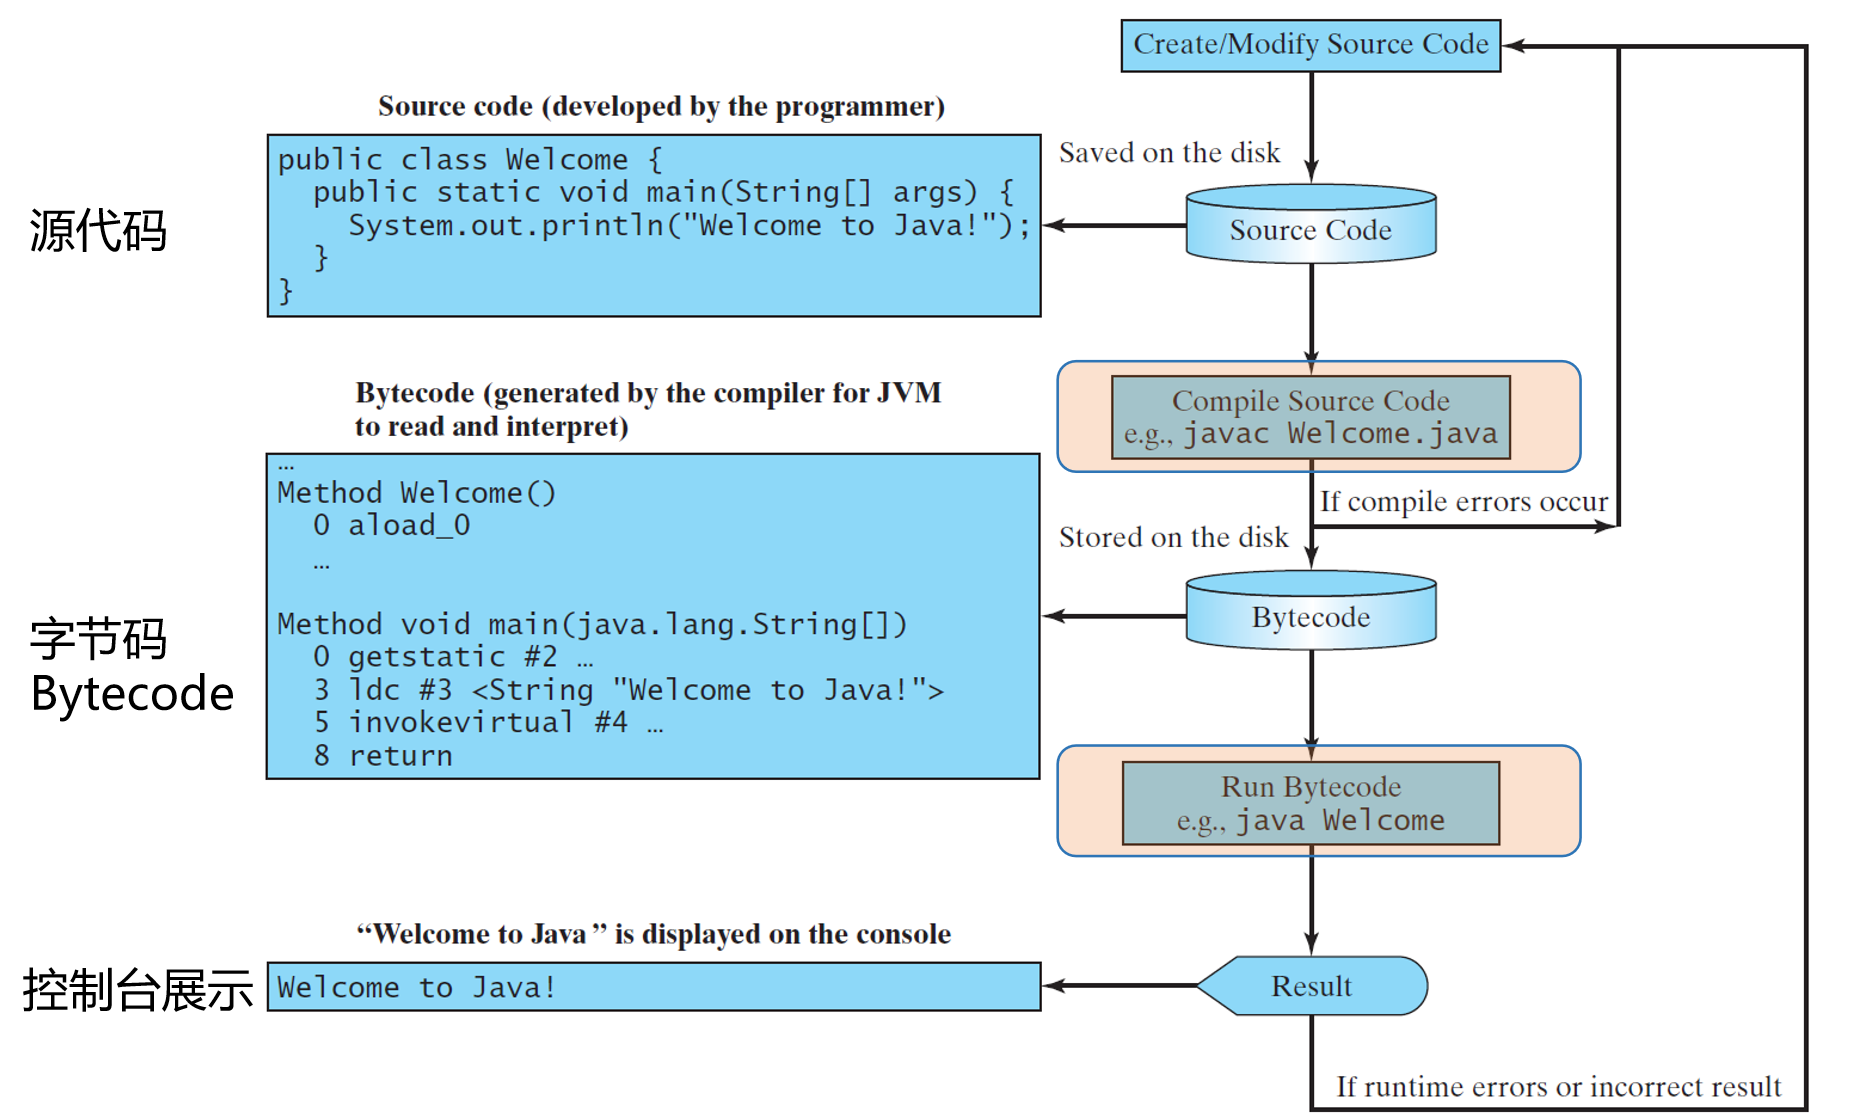 Create/Modify Source Code
Source code (developed by the programmer)
Saved on the disk
源代码
public class Welcome {
  public static void main(String[] args) {
    System.out.println("Welcome to Java!");
  }
}
Source Code
Bytecode (generated by the compiler for JVM
to read and interpret)
Compile Source Code
e.g., javac Welcome.java
If compile errors occur
Stored on the disk
字节码
Bytecode
…
Method Welcome()
  0 aload_0
  …
Method void main(java.lang.String[])
  0 getstatic #2 …
  3 ldc #3 <String "Welcome to Java!">
  5 invokevirtual #4 …
  8 return
Bytecode
Run Bytecode
e.g., java Welcome
“Welcome to Java” is displayed on the console
控制台展示
Welcome to Java!
Result
If runtime errors or incorrect result